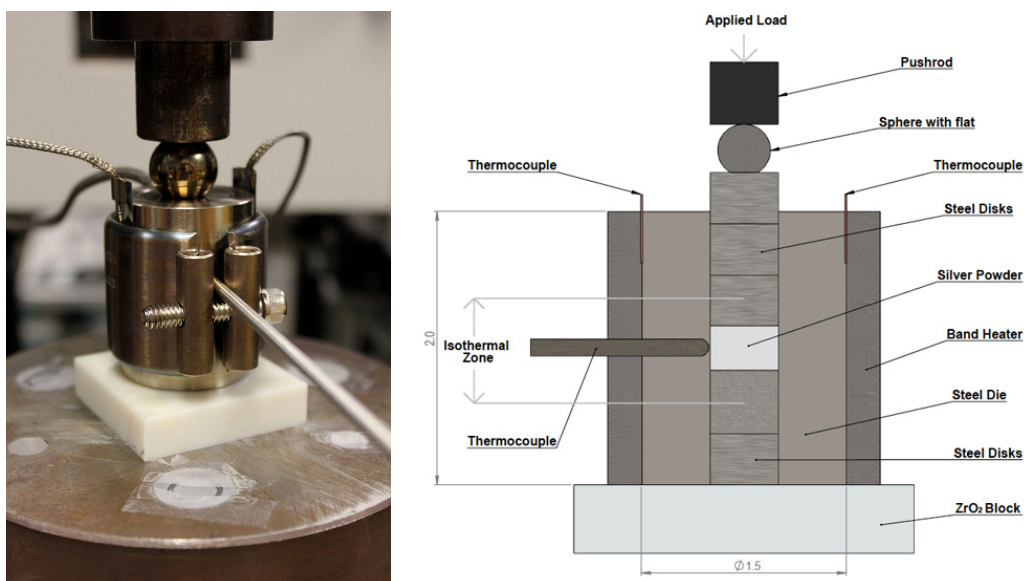 Applied Load
Pushrod
Sphere with flat
Thermocouple
Thermocouple
Steel Disks
Silver Powder
2.0
Isothermal
Zone
Band Heater
Steel Die
Thermocouple
Steel Disks
ZrO₂ Block
Ø1.5